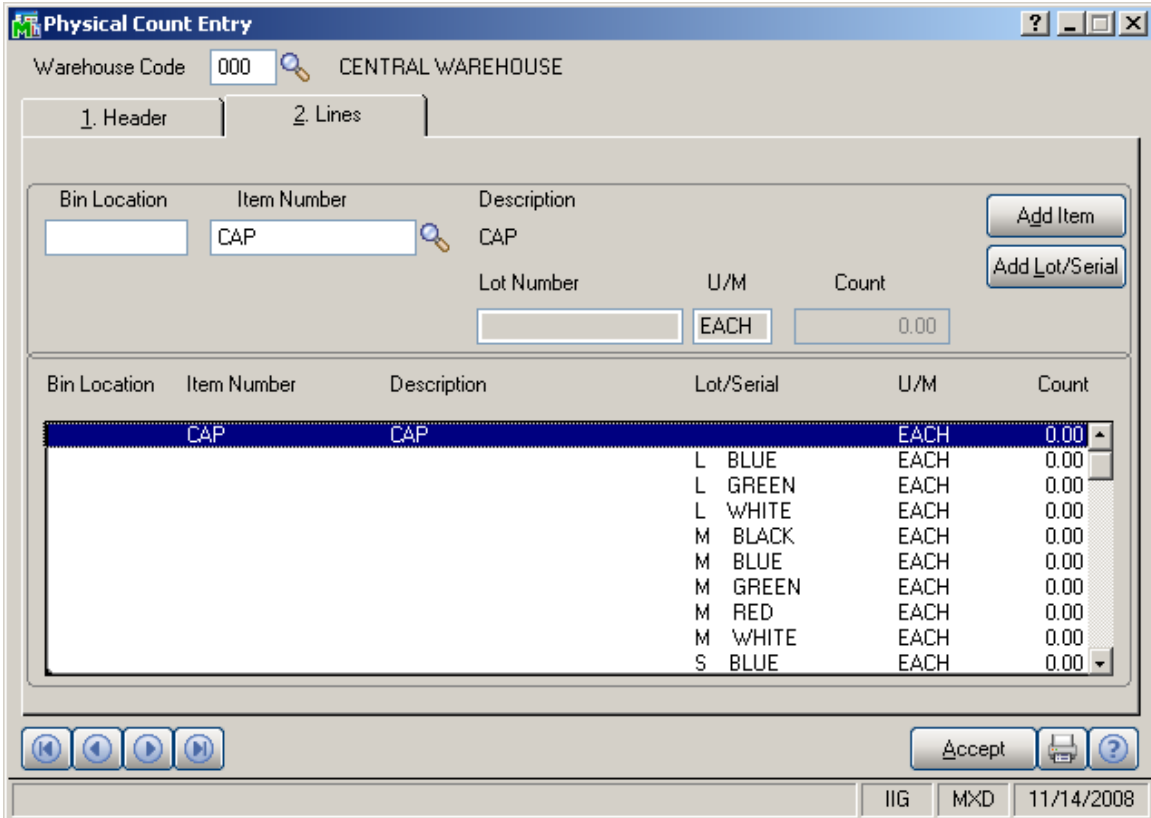 Physical Count Entry
Warehouse Code 000 CENTRAL WAREHOUSE
1. Header 2. Lines
Bin Location Item Number Description
CAP CAP
Add Item
Add Lot/Serial
Lot Number U/M Count
EACH 0.00
Bin Location Item Number Description Lot/Serial U/M Count
CAP CAP EACH 0.00
L BLUE EACH 0.00
L GREEN EACH 0.00
L WHITE EACH 0.00
M BLACK EACH 0.00
M BLUE EACH 0.00
M GREEN EACH 0.00
M RED EACH 0.00
M WHITE EACH 0.00
S BLUE EACH 0.00
Accept
IIG MXD 11/14/2008